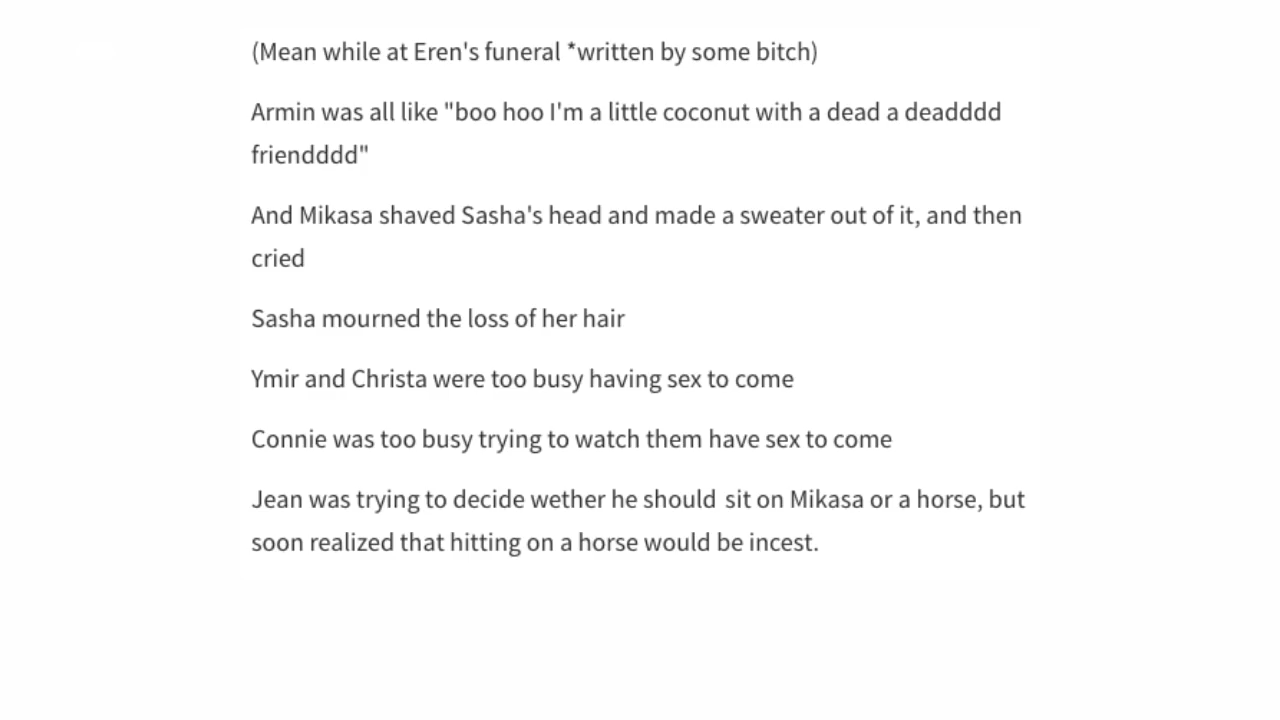 (Mean while at Eren's funeral *written by some bitch)
Armin was all like "boo hoo I'm a little coconut with a dead a deadddd
friendddd"
And Mikasa shaved Sasha's head and made a sweater out of it, and then
cried
Sasha mourned the loss of her hair
Ymir and Christa were too busy having sex to come
Connie was too busy trying to watch them have sex to come
Jean was trying to decide wether he should sit on Mikasa or a horse, but
soon realized that hitting on a horse would be incest.